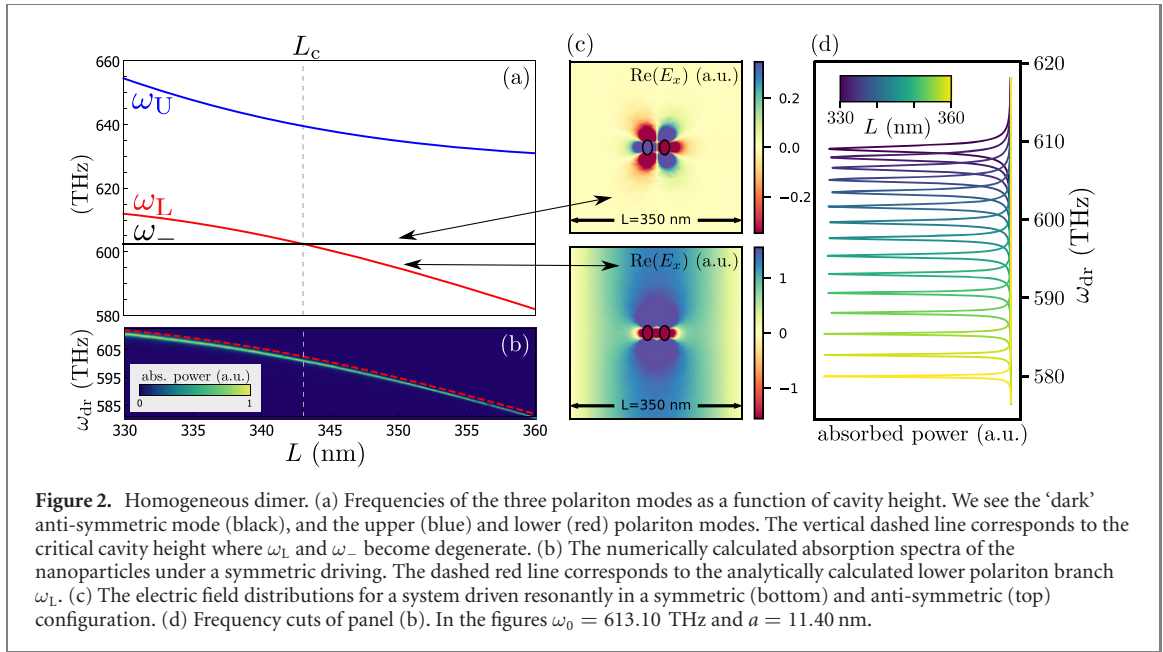 L_c
660
640
620
600
580
(THz)
(a)
ω_U
ω_L
ω_−
605
595
585
ω_dr (THz)
(b)
abs. power (a.u.)
0
1
330
335
340
345
350
355
360
L (nm)
(c)
Re(E_x) (a.u.)
L=350 nm
0.2
0.0
−0.2
Re(E_x) (a.u.)
L=350 nm
1
0
−1
(d)
330
360
L (nm)
620
610
600
590
580
ω_dr (THz)
absorbed power (a.u.)
Figure 2. Homogeneous dimer. (a) Frequencies of the three polariton modes as a function of cavity height. We see the ‘dark’
anti-symmetric mode (black), and the upper (blue) and lower (red) polariton modes. The vertical dashed line corresponds to the
critical cavity height where ω_L and ω_− become degenerate. (b) The numerically calculated absorption spectra of the
nanoparticles under a symmetric driving. The dashed red line corresponds to the analytically calculated lower polariton branch
ω_L. (c) The electric field distributions for a system driven resonantly in a symmetric (bottom) and anti-symmetric (top)
configuration. (d) Frequency cuts of panel (b). In the figures ω_0 = 613.10 THz and a = 11.40 nm.